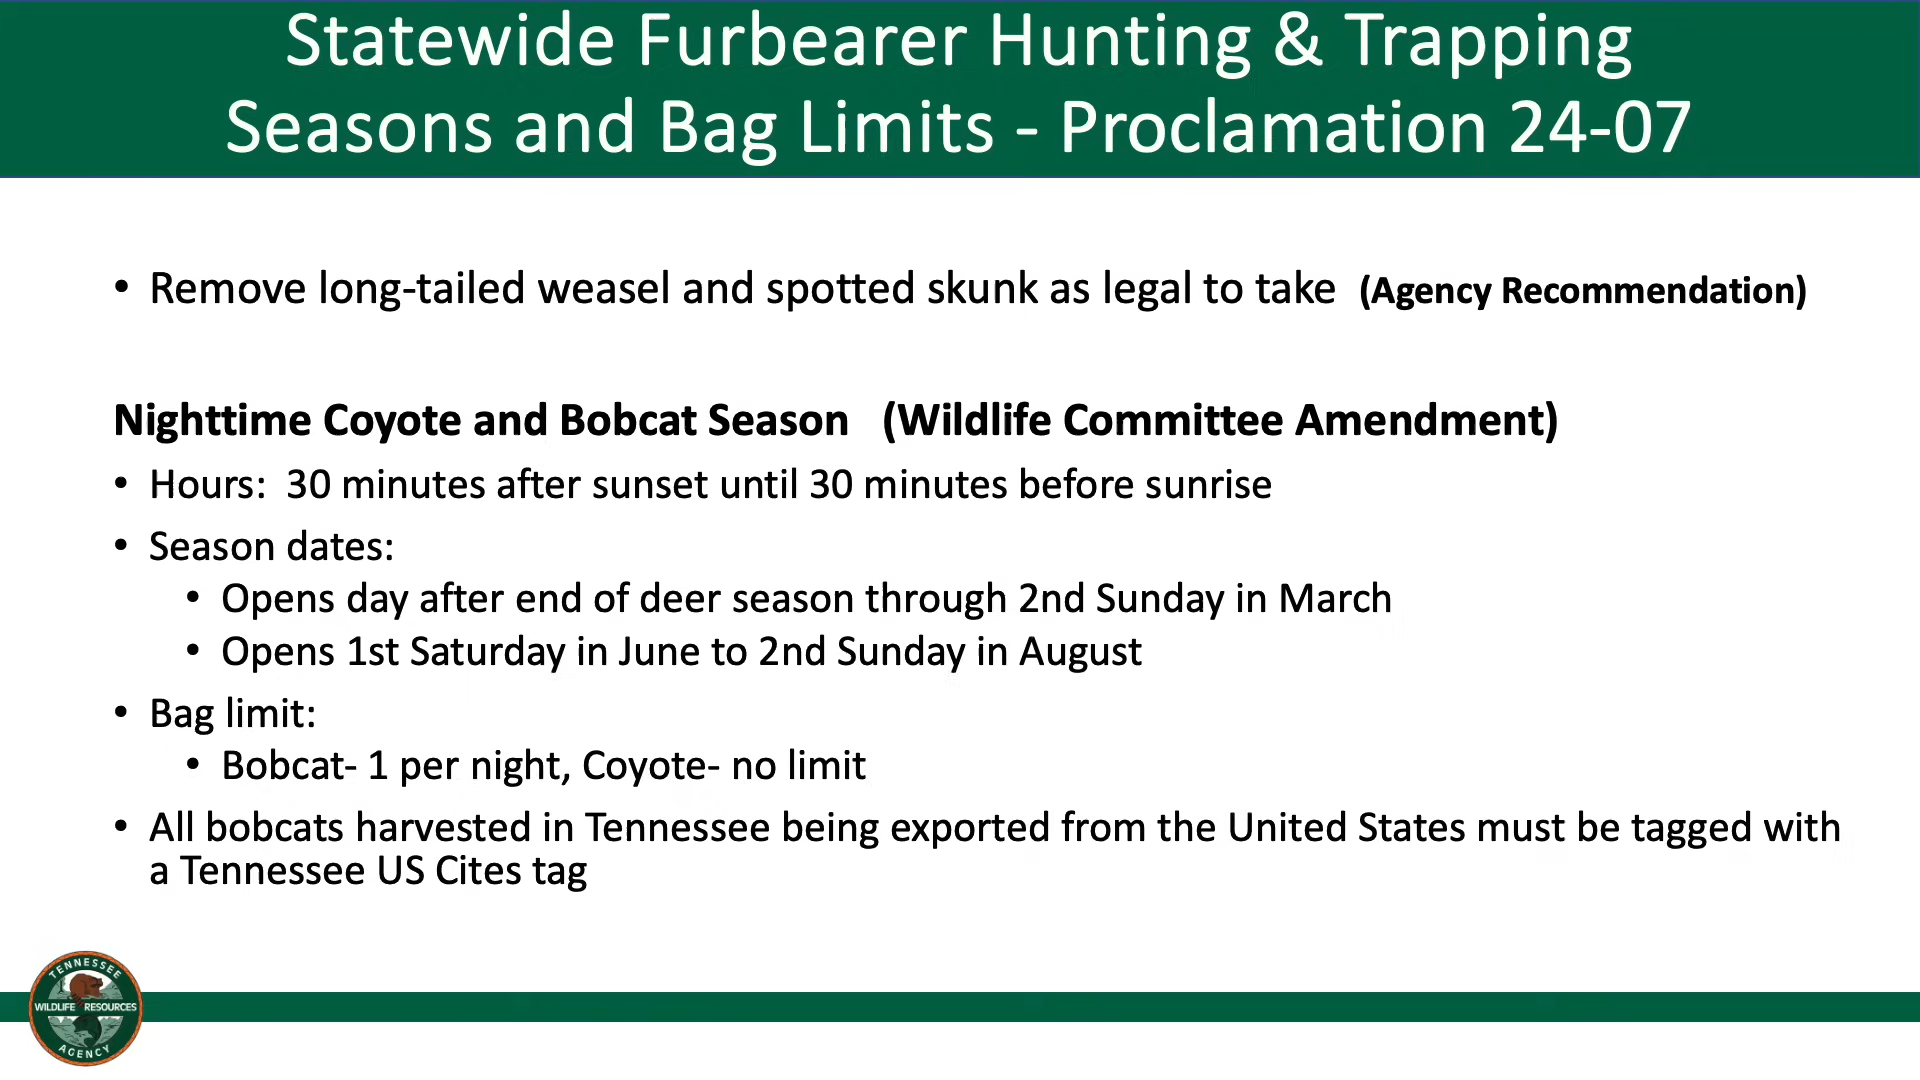 Statewide Furbearer Hunting & Trapping
Seasons and Bag Limits - Proclamation 24-07
• Remove long-tailed weasel and spotted skunk as legal to take (Agency Recommendation)
Nighttime Coyote and Bobcat Season (Wildlife Committee Amendment)
• Hours: 30 minutes after sunset until 30 minutes before sunrise
• Season dates:
• Opens day after end of deer season through 2nd Sunday in March
• Opens 1st Saturday in June to 2nd Sunday in August
• Bag limit:
• Bobcat- 1 per night, Coyote- no limit
• All bobcats harvested in Tennessee being exported from the United States must be tagged with
a Tennessee US Cites tag
TENNESSEE
WILDLIFE RESOURCES
AGENCY